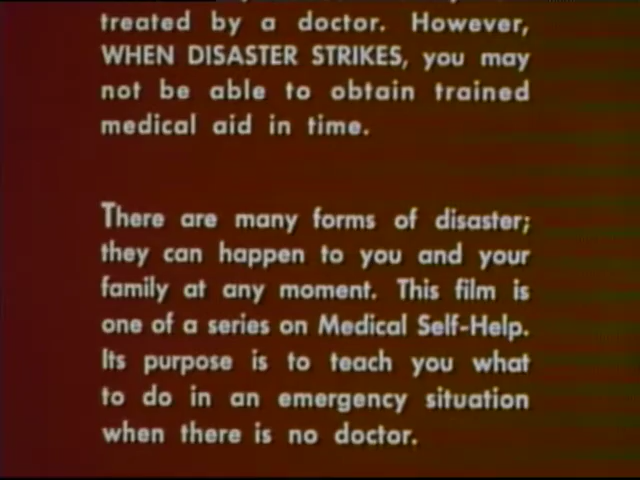 treated by a doctor. However,
WHEN DISASTER STRIKES, you may
not be able to obtain trained
medical aid in time.
There are many forms of disaster;
they can happen to you and your
family at any moment. This film is
one of a series on Medical Self-Help.
Its purpose is to teach you what
to do in an emergency situation
when there is no doctor.